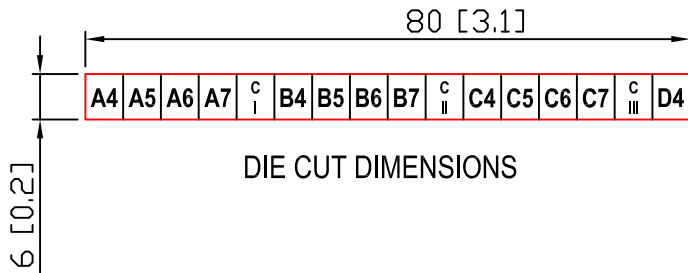 80 [3,1]
A4 A5 A6 A7 C I B4 B5 B6 B7 C II C4 C5 C6 C7 C III D4
DIE CUT DIMENSIONS
6 [0,2]